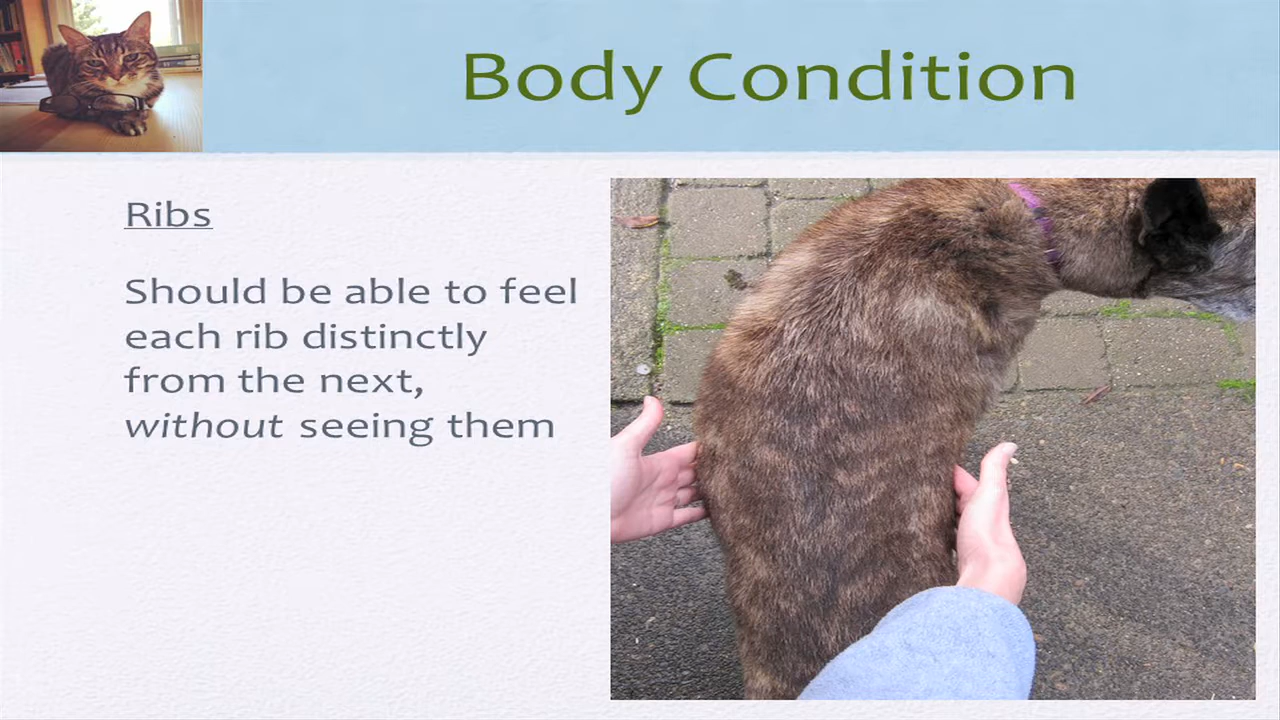 Body Condition
Ribs
Should be able to feel
each rib distinctly
from the next,
without seeing them